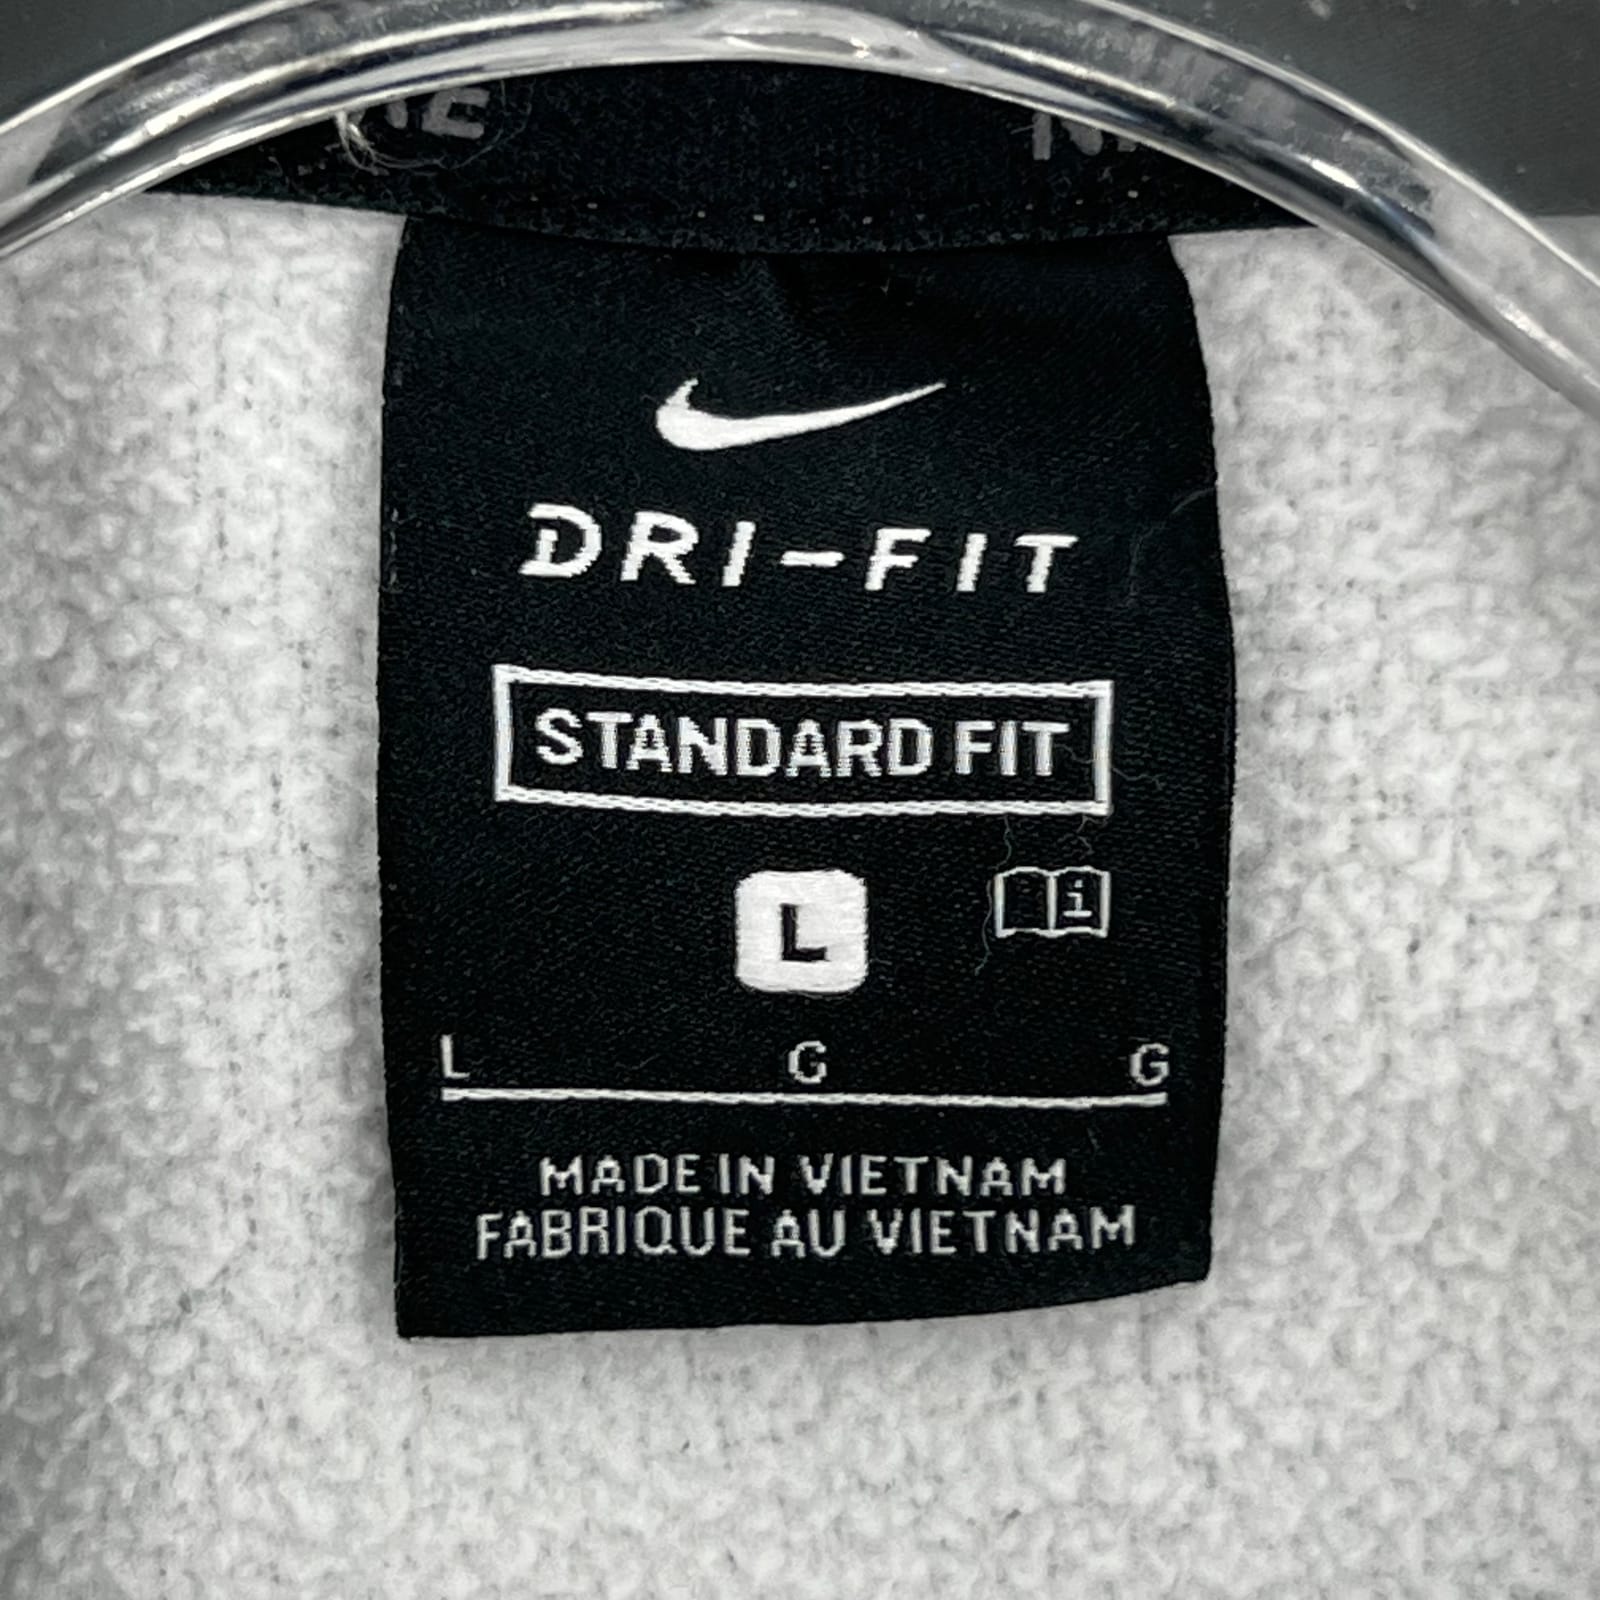 DRI-FIT
STANDARD FIT
L
i
L G G
MADE IN VIETNAM
FABRIQUE AU VIETNAM